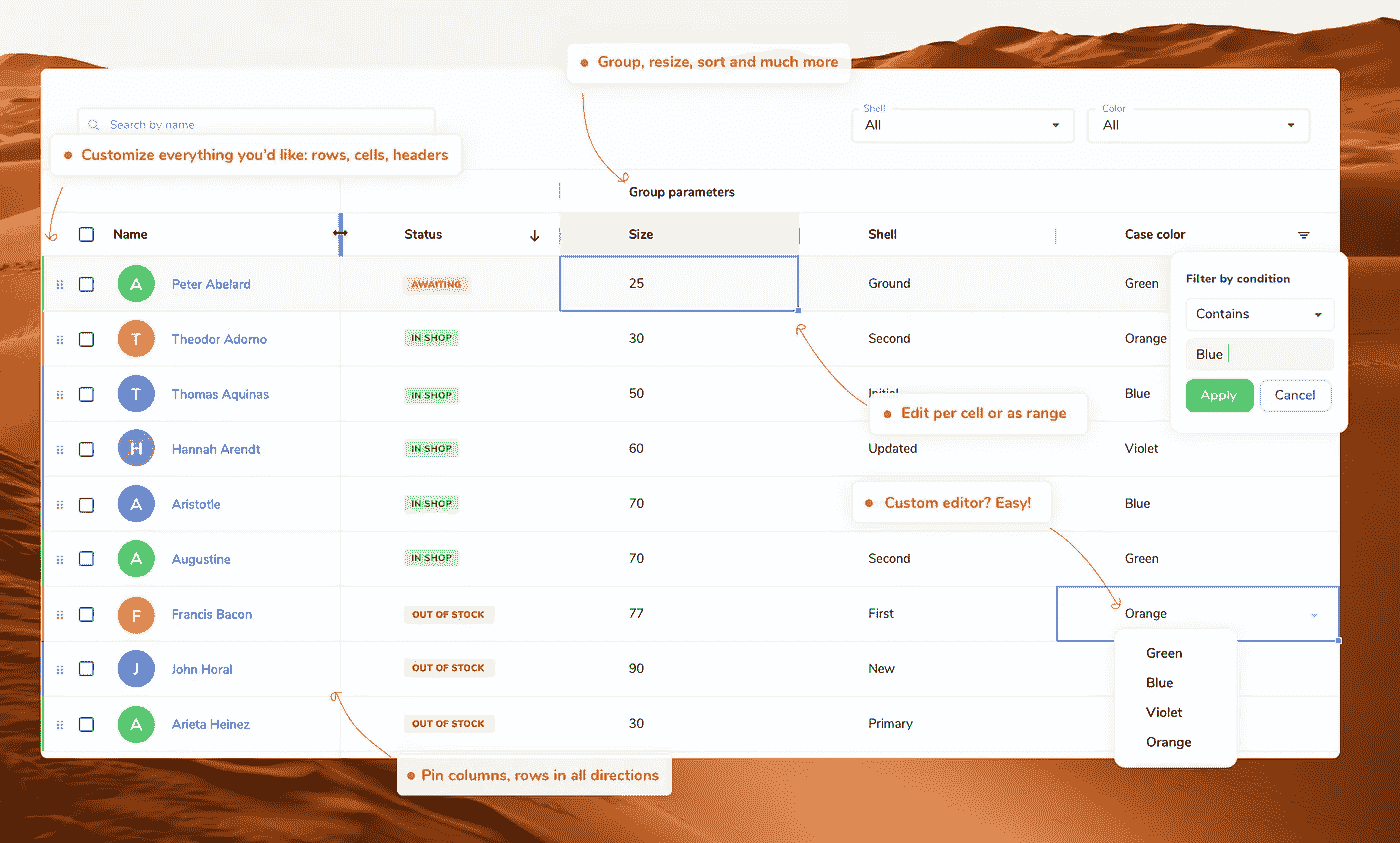 Group, resize, sort and much more
Shell
Color
Search by name
All
All
Customize everything you'd like: rows, cells, headers
Group parameters
Name
Status
Size
Shell
Case color
A
Peter Abelard
AWAITING
25
Ground
Green
Filter by condition
Contains
T
Theodor Adorno
IN SHOP
30
Second
Orange
Blue
T
Thomas Aquinas
IN SHOP
50
Initial
Blue
Apply
Cancel
Edit per cell or as range
H
Hannah Arendt
IN SHOP
60
Updated
Violet
A
Aristotle
IN SHOP
70
Custom editor? Easy!
Blue
A
Augustine
IN SHOP
70
Second
Green
F
Francis Bacon
OUT OF STOCK
77
First
Orange
Green
J
John Horal
OUT OF STOCK
90
New
Blue
Violet
A
Arieta Heinez
OUT OF STOCK
30
Primary
Orange
Pin columns, rows in all directions